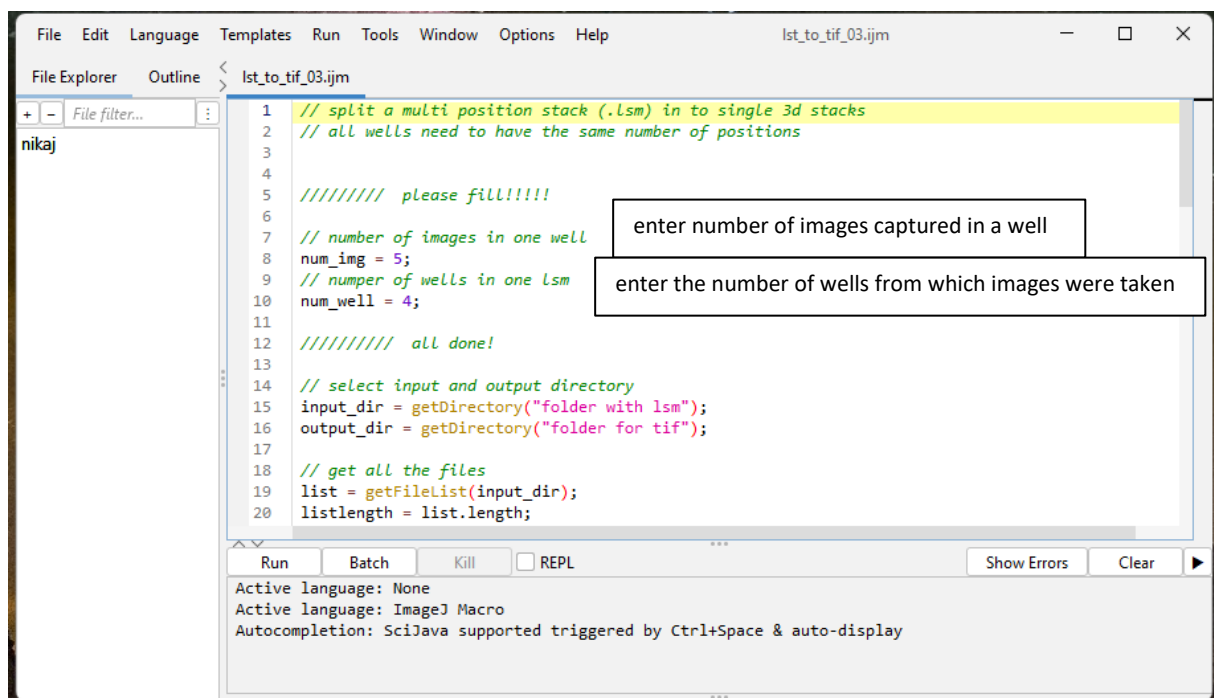 File Edit Language Templates Run Tools Window Options Help lst_to_tif_03.ijm
File Explorer Outline lst_to_tif_03.ijm
+ - File filter...
nikaj
1 // split a multi position stack (.lsm) in to single 3d stacks
2 // all wells need to have the same number of positions
3
4
5 ///////// please fill!!!!!
6
enter number of images captured in a well
7 // number of images in one well
8 num_img = 5;
enter the number of wells from which images were taken
9 // numper of wells in one lsm
10 num_well = 4;
11
12 ////////// all done!
13
14 // select input and output directory
15 input_dir = getDirectory("folder with lsm");
16 output_dir = getDirectory("folder for tif");
17
18 // get all the files
19 list = getFileList(input_dir);
20 listlength = list.length;
Run Batch Kill REPL Show Errors Clear
Active language: None
Active language: ImageJ Macro
Autocompletion: SciJava supported triggered by Ctrl+Space & auto-display